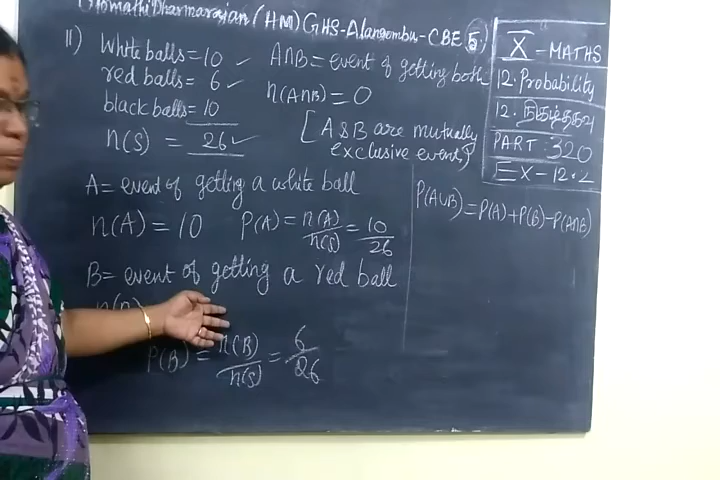 Dharmarajan (HM) GHS-Alangombu-CBE
11) White balls = 10 ✓
red balls = 6 ✓
black balls = 10
n(S) = 26 ✓
A∩B = event of getting both
n(A∩B) = 0
[A & B are mutually
exclusive events]
A = event of getting a white ball
n(A) = 10 P(A) = n(A)/n(S) = 10/26
B = event of getting a red ball
P(B) = n(B)/n(S) = 6/26
P(A∪B) = P(A) + P(B) - P(A∩B)
X - MATHS
12. Probability
12. நிகழ்தகவு
PART: 320
EX - 12.2